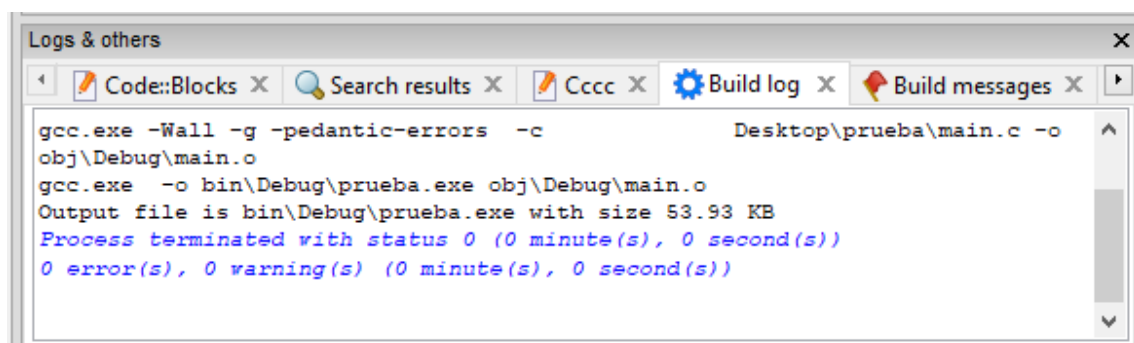 Logs & others
Code::Blocks Search results Cccc Build log Build messages
gcc.exe -Wall -g -pedantic-errors -c Desktop\prueba\main.c -o
obj\Debug\main.o
gcc.exe -o bin\Debug\prueba.exe obj\Debug\main.o
Output file is bin\Debug\prueba.exe with size 53.93 KB
Process terminated with status 0 (0 minute(s), 0 second(s))
0 error(s), 0 warning(s) (0 minute(s), 0 second(s))